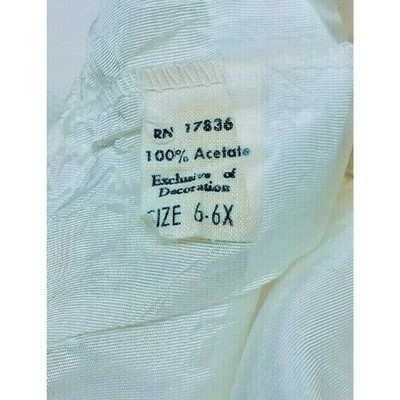 RN 17836
100% Acetate
Exclusive of
Decoration
SIZE 6-6X